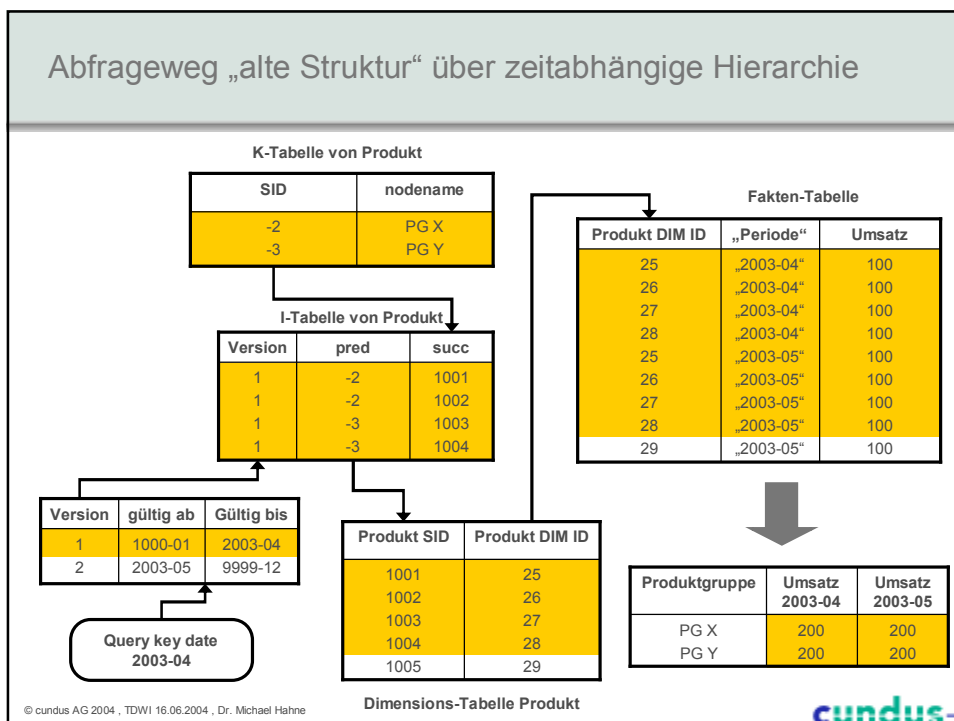 Abfrageweg „alte Struktur“ über zeitabhängige Hierarchie
K-Tabelle von Produkt
SID nodename
-2 PG X
-3 PG Y
I-Tabelle von Produkt
Version pred succ
1 -2 1001
1 -2 1002
1 -3 1003
1 -3 1004
Version gültig ab Gültig bis
1 1000-01 2003-04
2 2003-05 9999-12
Query key date
2003-04
Produkt SID Produkt DIM ID
1001 25
1002 26
1003 27
1004 28
1005 29
Dimensions-Tabelle Produkt
Fakten-Tabelle
Produkt DIM ID „Periode“ Umsatz
25 „2003-04“ 100
26 „2003-04“ 100
27 „2003-04“ 100
28 „2003-04“ 100
25 „2003-05“ 100
26 „2003-05“ 100
27 „2003-05“ 100
28 „2003-05“ 100
29 „2003-05“ 100
Produktgruppe Umsatz 2003-04 Umsatz 2003-05
PG X 200 200
PG Y 200 200
© cundus AG 2004 , TDWI 16.06.2004 , Dr. Michael Hahne
cundus-